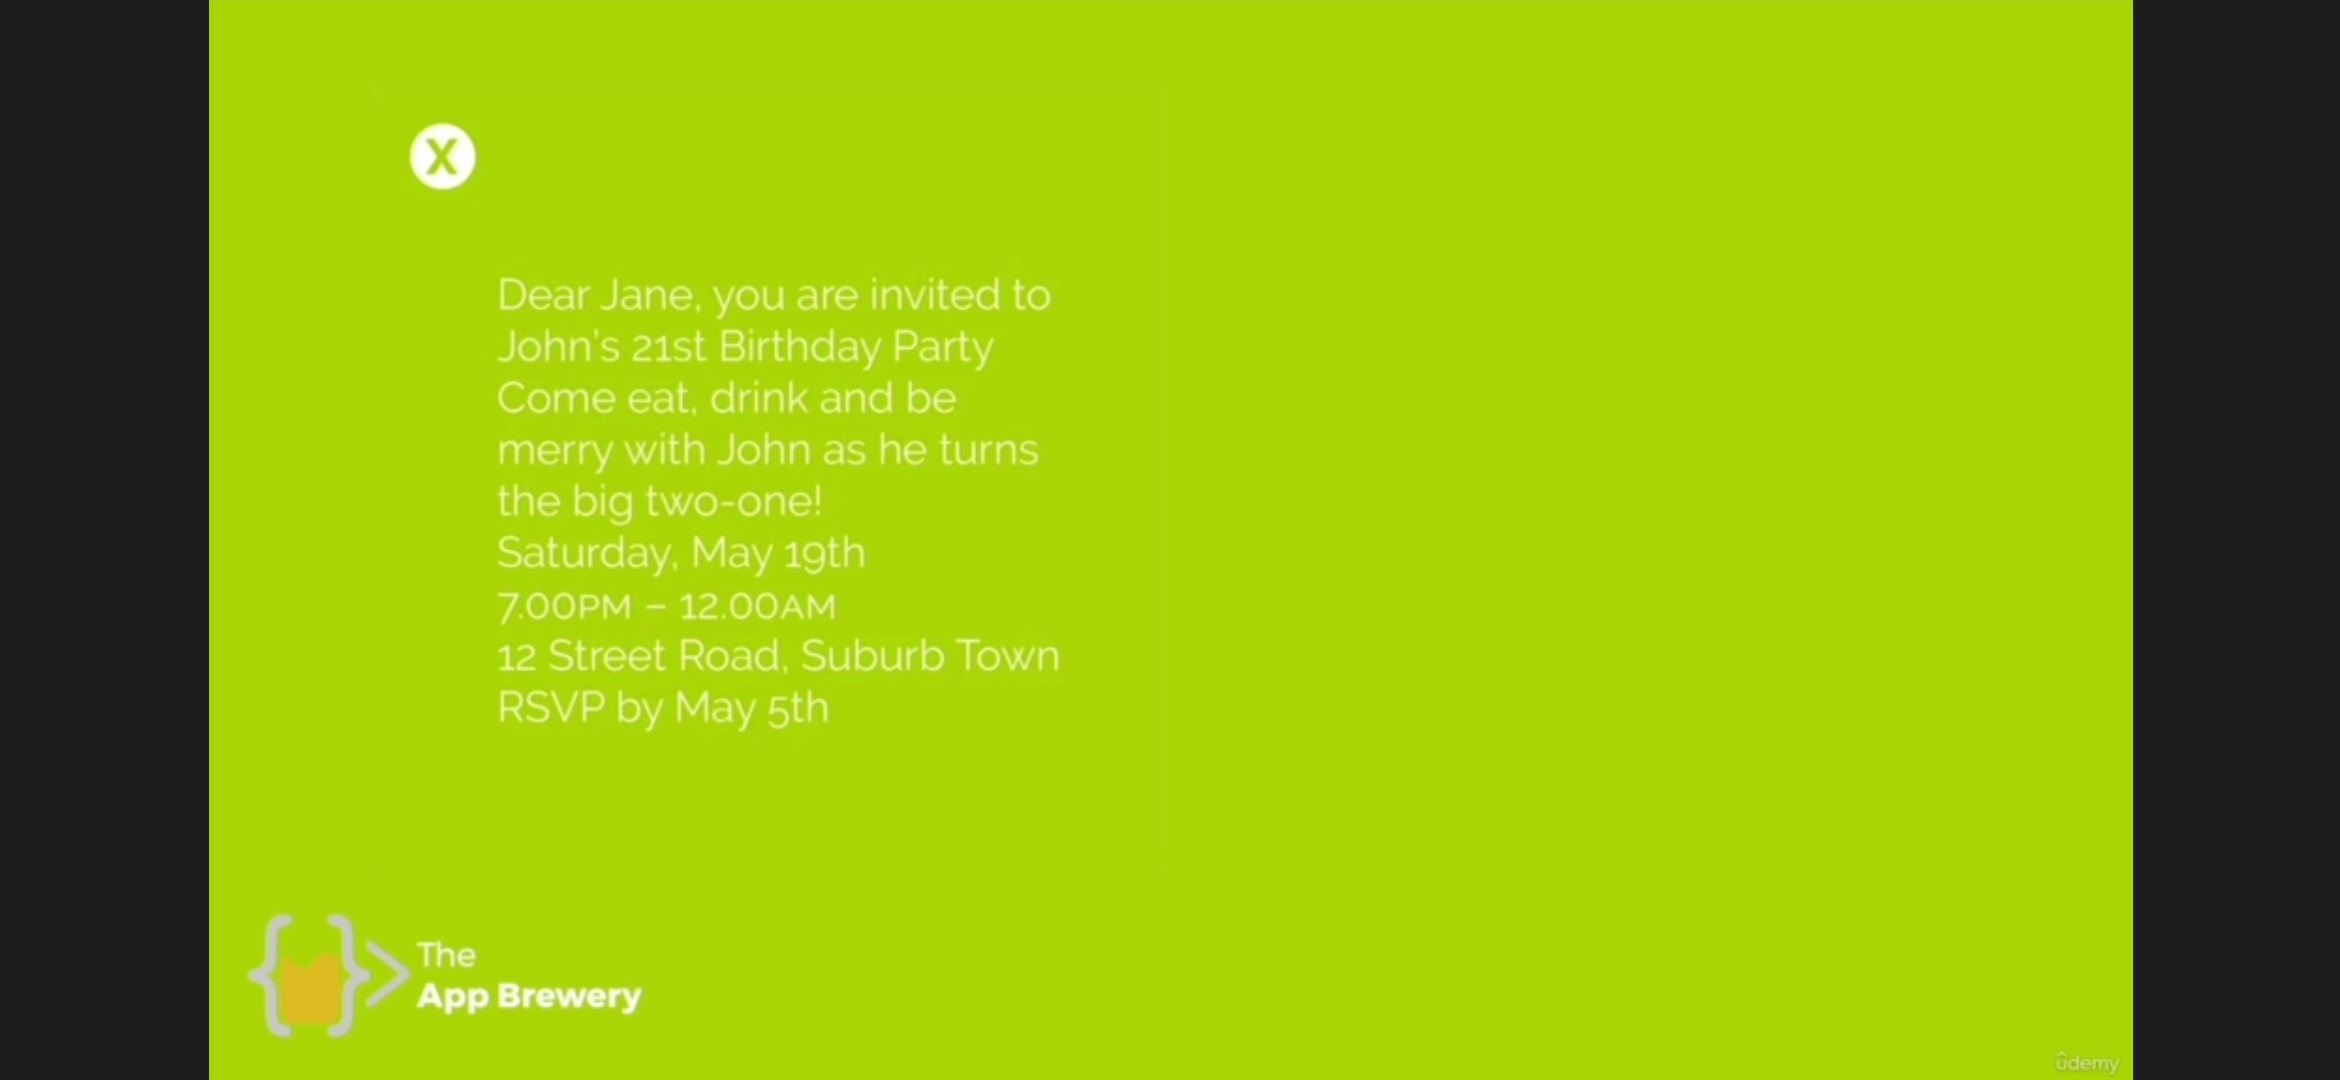 X
Dear Jane, you are invited to
John's 21st Birthday Party
Come eat, drink and be
merry with John as he turns
the big two-one!
Saturday, May 19th
7.00PM – 12.00AM
12 Street Road, Suburb Town
RSVP by May 5th
The
App Brewery
ûdemy